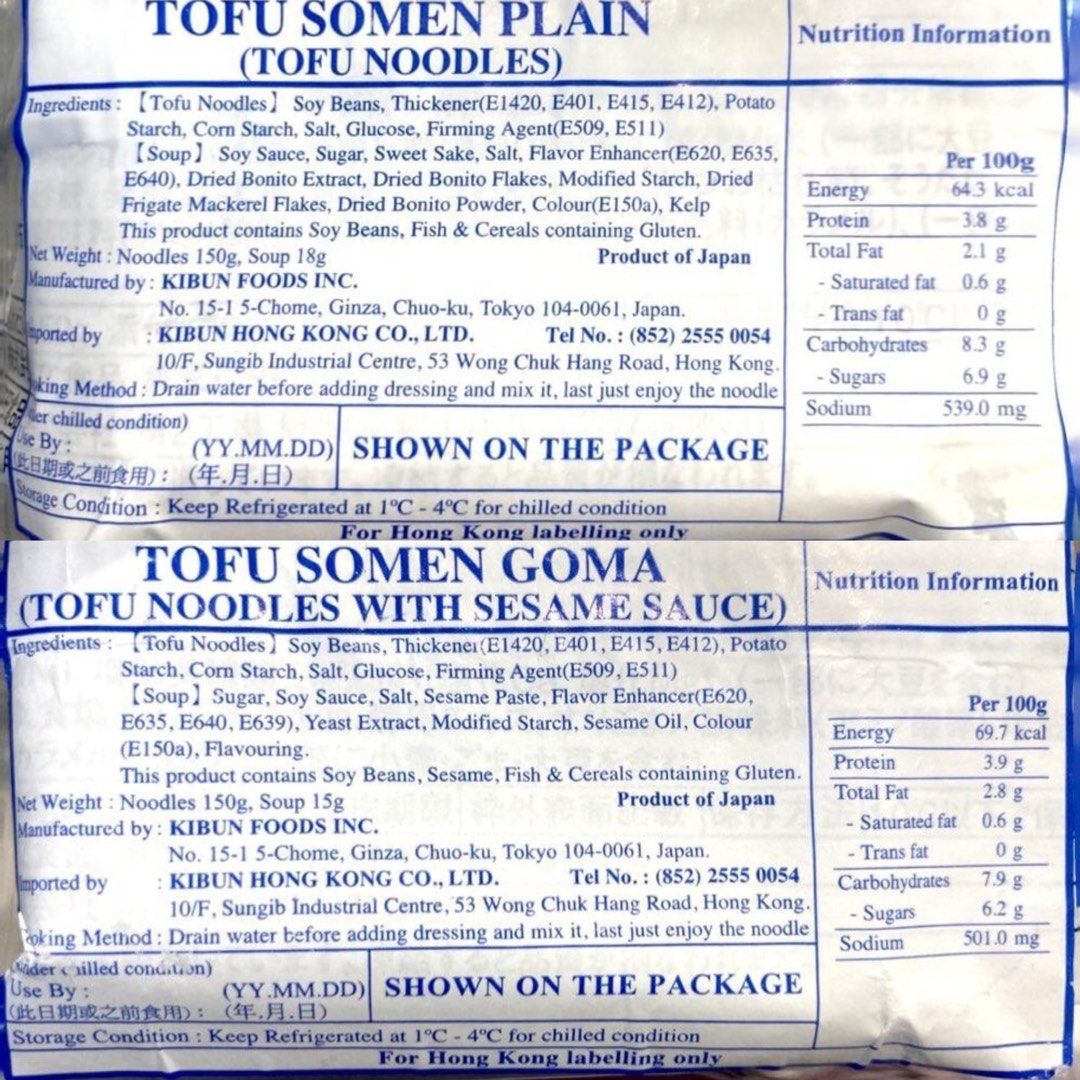 TOFU SOMEN PLAIN
(TOFU NOODLES)
Ingredients : 【Tofu Noodles】 Soy Beans, Thickener(E1420, E401, E415, E412), Potato
Starch, Corn Starch, Salt, Glucose, Firming Agent(E509, E511)
【Soup】 Soy Sauce, Sugar, Sweet Sake, Salt, Flavor Enhancer(E620, E635,
E640), Dried Bonito Extract, Dried Bonito Flakes, Modified Starch, Dried
Frigate Mackerel Flakes, Dried Bonito Powder, Colour(E150a), Kelp
This product contains Soy Beans, Fish & Cereals containing Gluten.
Net Weight : Noodles 150g, Soup 18g Product of Japan
Manufactured by : KIBUN FOODS INC.
No. 15-1 5-Chome, Ginza, Chuo-ku, Tokyo 104-0061, Japan.
mported by : KIBUN HONG KONG CO., LTD. Tel No. : (852) 2555 0054
10/F, Sungib Industrial Centre, 53 Wong Chuk Hang Road, Hong Kong.
king Method : Drain water before adding dressing and mix it, last just enjoy the noodle
der chilled condition)
Use By : (YY.MM.DD) SHOWN ON THE PACKAGE
(此日期或之前食用) : (年.月.日)
Storage Condition : Keep Refrigerated at 1℃ - 4℃ for chilled condition
For Hong Kong labelling only
Nutrition Information
Per 100g
Energy 64.3 kcal
Protein 3.8 g
Total Fat 2.1 g
- Saturated fat 0.6 g
- Trans fat 0 g
Carbohydrates 8.3 g
- Sugars 6.9 g
Sodium 539.0 mg
TOFU SOMEN GOMA
(TOFU NOODLES WITH SESAME SAUCE)
Ingredients : 【Tofu Noodles】 Soy Beans, Thickener(E1420, E401, E415, E412), Potato
Starch, Corn Starch, Salt, Glucose, Firming Agent(E509, E511)
【Soup】 Sugar, Soy Sauce, Salt, Sesame Paste, Flavor Enhancer(E620,
E635, E640, E639), Yeast Extract, Modified Starch, Sesame Oil, Colour
(E150a), Flavouring.
This product contains Soy Beans, Sesame, Fish & Cereals containing Gluten.
Net Weight : Noodles 150g, Soup 15g Product of Japan
Manufactured by : KIBUN FOODS INC.
No. 15-1 5-Chome, Ginza, Chuo-ku, Tokyo 104-0061, Japan.
mported by : KIBUN HONG KONG CO., LTD. Tel No. : (852) 2555 0054
10/F, Sungib Industrial Centre, 53 Wong Chuk Hang Road, Hong Kong.
oking Method : Drain water before adding dressing and mix it, last just enjoy the noodle
nder chilled condition)
Use By : (YY.MM.DD) SHOWN ON THE PACKAGE
(此日期或之前食用) : (年.月.日)
Storage Condition : Keep Refrigerated at 1℃ - 4℃ for chilled condition
For Hong Kong labelling only
Nutrition Information
Per 100g
Energy 69.7 kcal
Protein 3.9 g
Total Fat 2.8 g
- Saturated fat 0.6 g
- Trans fat 0 g
Carbohydrates 7.9 g
- Sugars 6.2 g
Sodium 501.0 mg